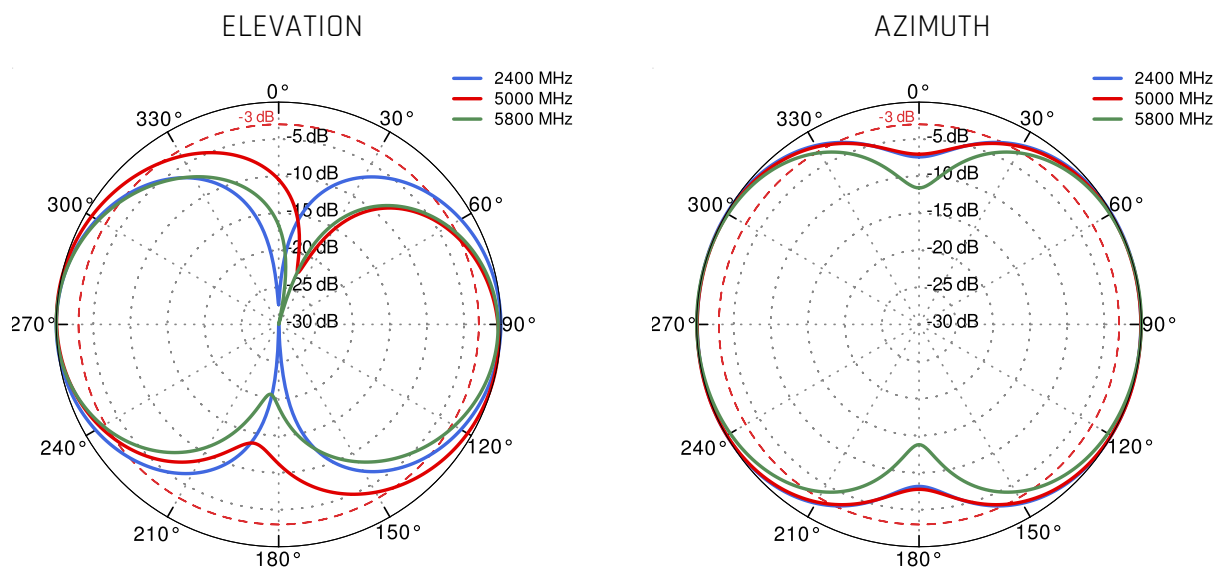 ELEVATION
2400 MHz
5000 MHz
5800 MHz
0°
30°
60°
90°
120°
150°
180°
210°
240°
270°
300°
330°
-3 dB
-5 dB
-10 dB
-15 dB
-20 dB
-25 dB
-30 dB
AZIMUTH
2400 MHz
5000 MHz
5800 MHz
0°
30°
60°
90°
120°
150°
180°
210°
240°
270°
300°
330°
-3 dB
-5 dB
-10 dB
-15 dB
-20 dB
-25 dB
-30 dB